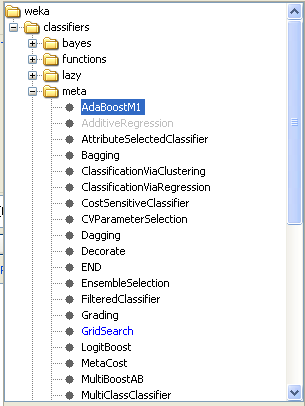 weka
classifiers
bayes
functions
lazy
meta
AdaBoostM1
AdditiveRegression
AttributeSelectedClassifier
Bagging
ClassificationViaClustering
ClassificationViaRegression
CostSensitiveClassifier
CVParameterSelection
Dagging
Decorate
END
EnsembleSelection
FilteredClassifier
Grading
GridSearch
LogitBoost
MetaCost
MultiBoostAB
MultiClassClassifier